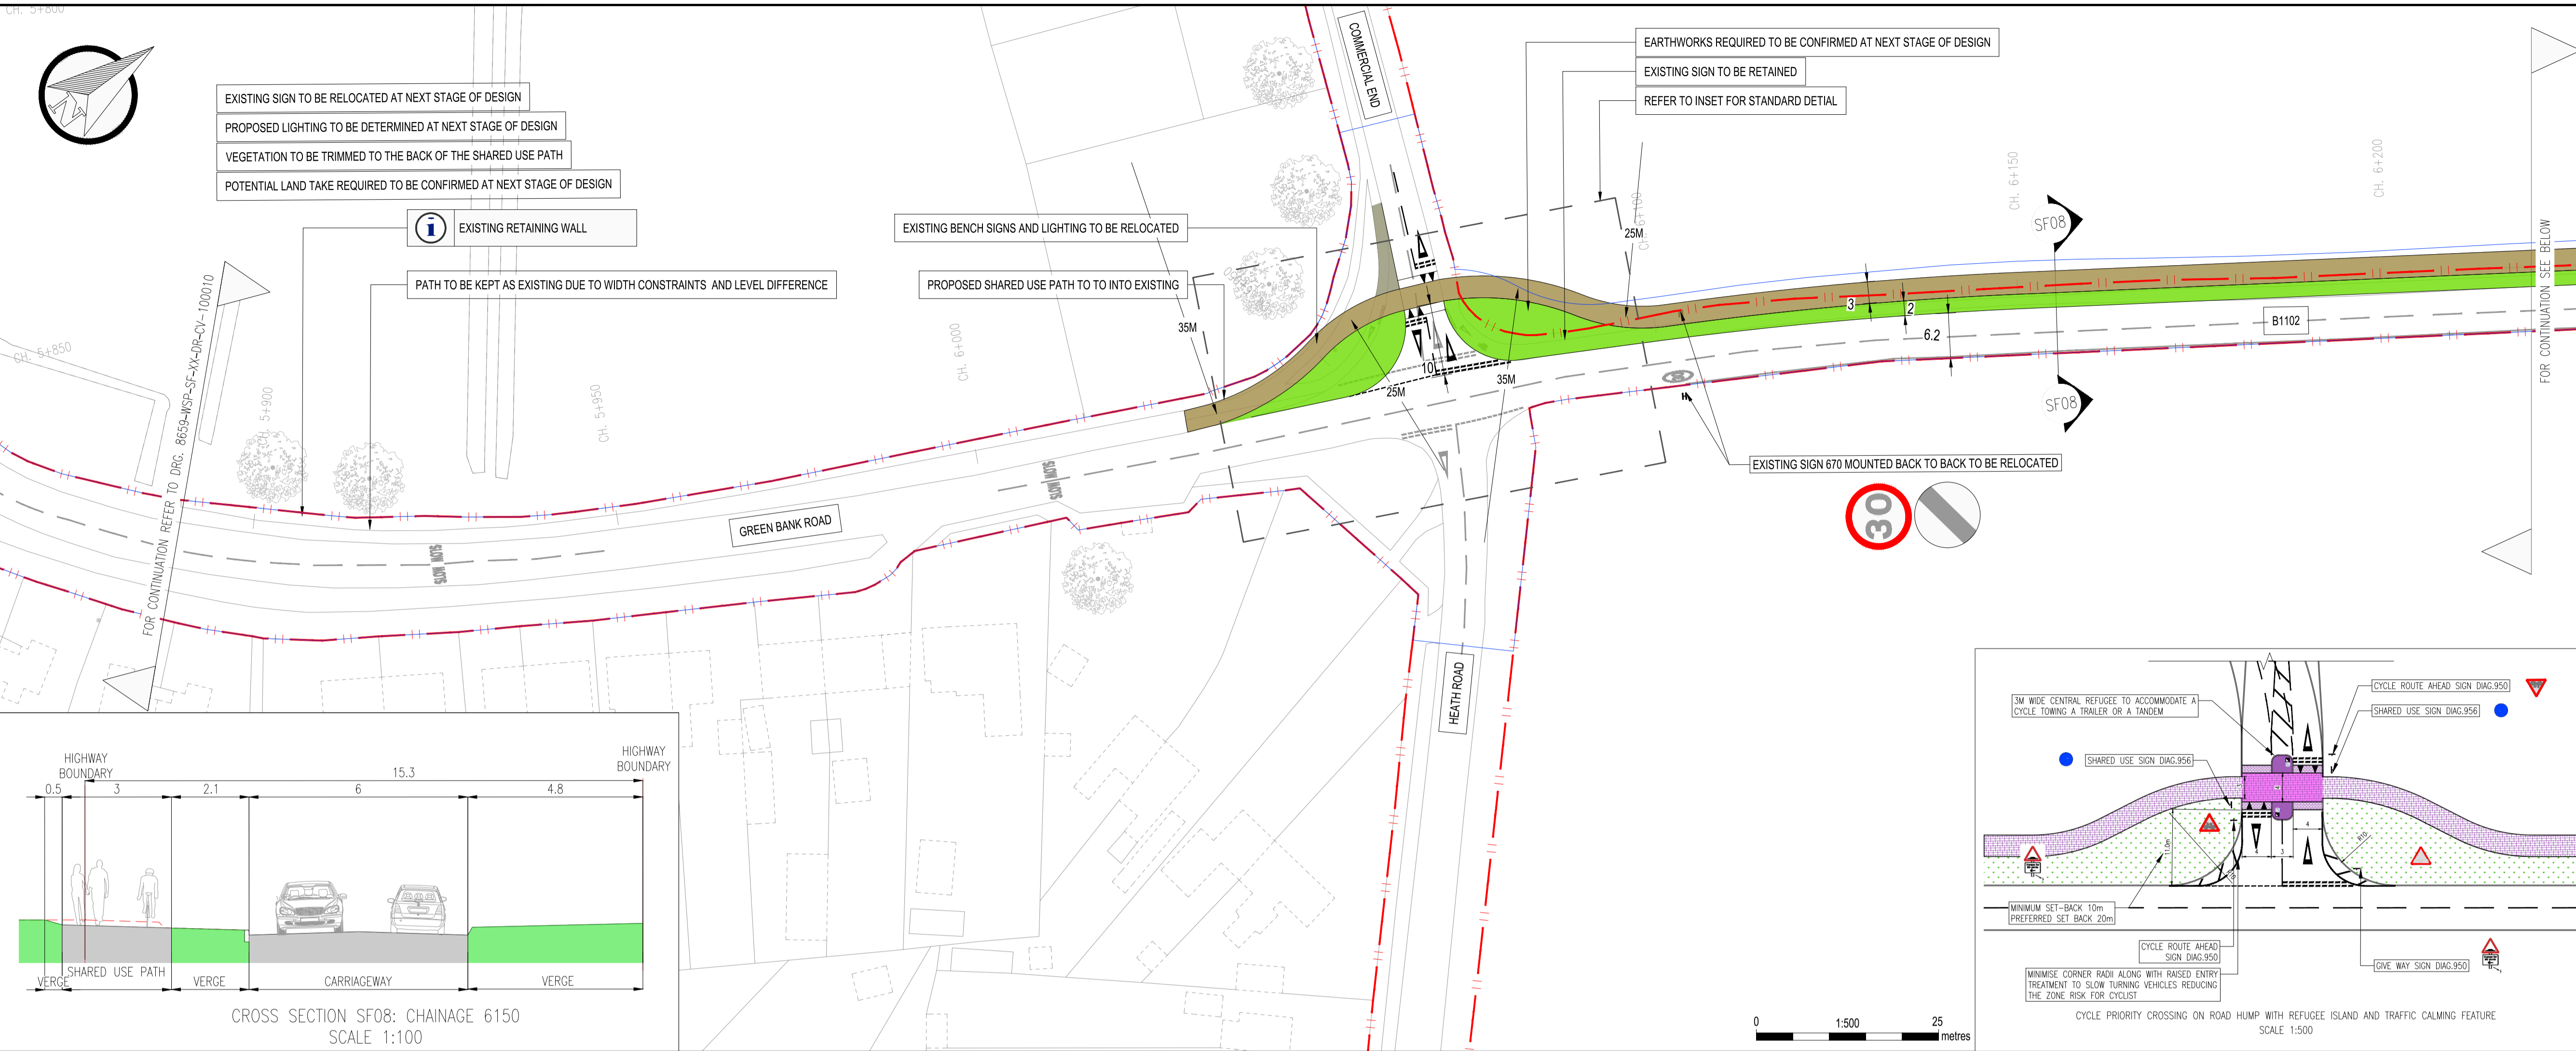 CH. 5+800
EXISTING SIGN TO BE RELOCATED AT NEXT STAGE OF DESIGN
PROPOSED LIGHTING TO BE DETERMINED AT NEXT STAGE OF DESIGN
VEGETATION TO BE TRIMMED TO THE BACK OF THE SHARED USE PATH
POTENTIAL LAND TAKE REQUIRED TO BE CONFIRMED AT NEXT STAGE OF DESIGN
EXISTING RETAINING WALL
PATH TO BE KEPT AS EXISTING DUE TO WIDTH CONSTRAINTS AND LEVEL DIFFERENCE
EXISTING BENCH SIGNS AND LIGHTING TO BE RELOCATED
PROPOSED SHARED USE PATH TO TO INTO EXISTING
COMMERCIAL END
EARTHWORKS REQUIRED TO BE CONFIRMED AT NEXT STAGE OF DESIGN
EXISTING SIGN TO BE RETAINED
REFER TO INSET FOR STANDARD DETIAL
CH. 5+850
CH. 5+900
CH. 5+950
CH. 6+000
CH. 6+100
CH. 6+150
CH. 6+200
FOR CONTINUATION REFER TO DRG. 8659-WSP-SF-XX-DR-CV-100010
FOR CONTINUATION SEE BELOW
35M
25M
25M
35M
10
3
2
6.2
SF08
SF08
B1102
SLOW
SLOW
GREEN BANK ROAD
HEATH ROAD
EXISTING SIGN 670 MOUNTED BACK TO BACK TO BE RELOCATED
30
30
HIGHWAY
BOUNDARY
HIGHWAY
BOUNDARY
15.3
0.5
3
2.1
6
4.8
VERGE
SHARED USE PATH
VERGE
CARRIAGEWAY
VERGE
CROSS SECTION SF08: CHAINAGE 6150
SCALE 1:100
0
1:500
25
metres
3M WIDE CENTRAL REFUGEE TO ACCOMMODATE A
CYCLE TOWING A TRAILER OR A TANDEM
CYCLE ROUTE AHEAD SIGN DIAG.950
SHARED USE SIGN DIAG.956
SHARED USE SIGN DIAG.956
4
4
3
11.0m
R10
MINIMUM SET-BACK 10m
PREFERRED SET BACK 20m
CYCLE ROUTE AHEAD
SIGN DIAG.950
GIVE WAY SIGN DIAG.950
MINIMISE CORNER RADII ALONG WITH RAISED ENTRY
TREATMENT TO SLOW TURNING VEHICLES REDUCING
THE ZONE RISK FOR CYCLIST
CYCLE PRIORITY CROSSING ON ROAD HUMP WITH REFUGEE ISLAND AND TRAFFIC CALMING FEATURE
SCALE 1:500